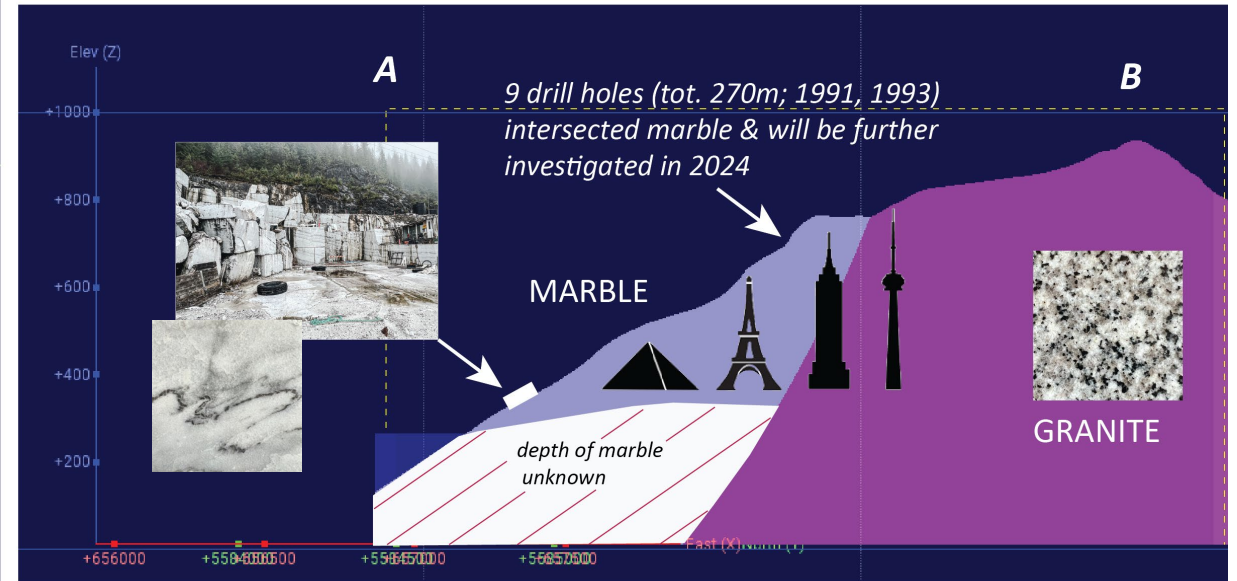 Elev (Z)
A
B
9 drill holes (tot. 270m; 1991, 1993)
intersected marble & will be further
investigated in 2024
+1000
+800
+600
+400
+200
MARBLE
GRANITE
depth of marble
unknown
+656000
East (X)
North (Y)